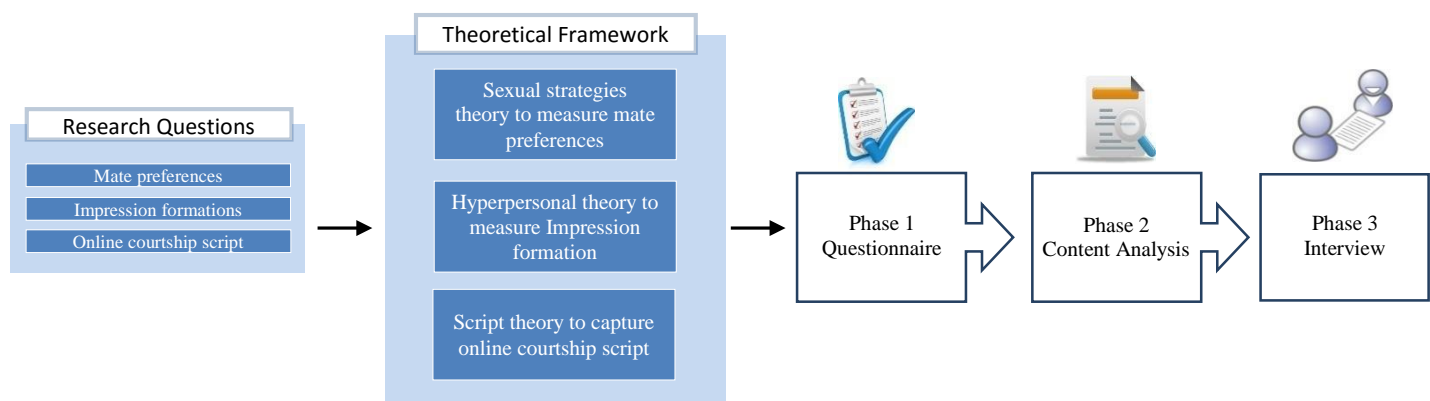 Research Questions
Mate preferences
Impression formations
Online courtship script
Theoretical Framework
Sexual strategies
theory to measure mate
preferences
Hyperpersonal theory to
measure Impression
formation
Script theory to capture
online courtship script
Phase 1
Questionnaire
Phase 2
Content Analysis
Phase 3
Interview